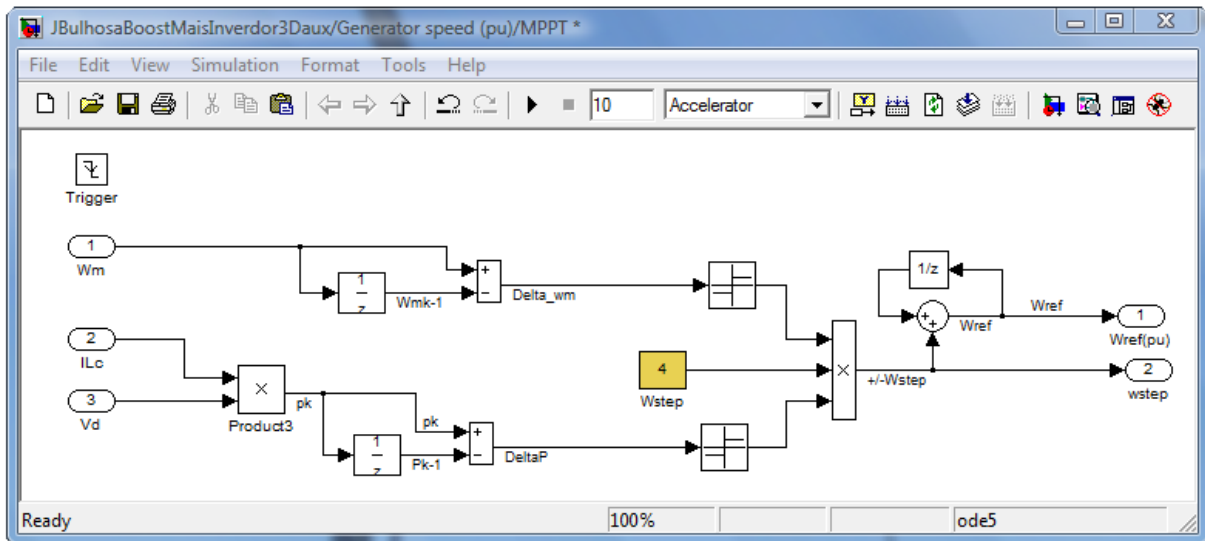 JBulhosaBoostMaisInverdor3Daux/Generator speed (pu)/MPPT *
File Edit View Simulation Format Tools Help
10 Accelerator
Trigger
1
Wm
1
z
Wmk-1
+
-
Delta_wm
2
ILc
3
Vd
×
Product3
pk
pk
1
z
Pk-1
+
-
DeltaP
4
Wstep
×
+/-Wstep
1/z
+
+
Wref
Wref
1
Wref(pu)
2
wstep
Ready 100% ode5